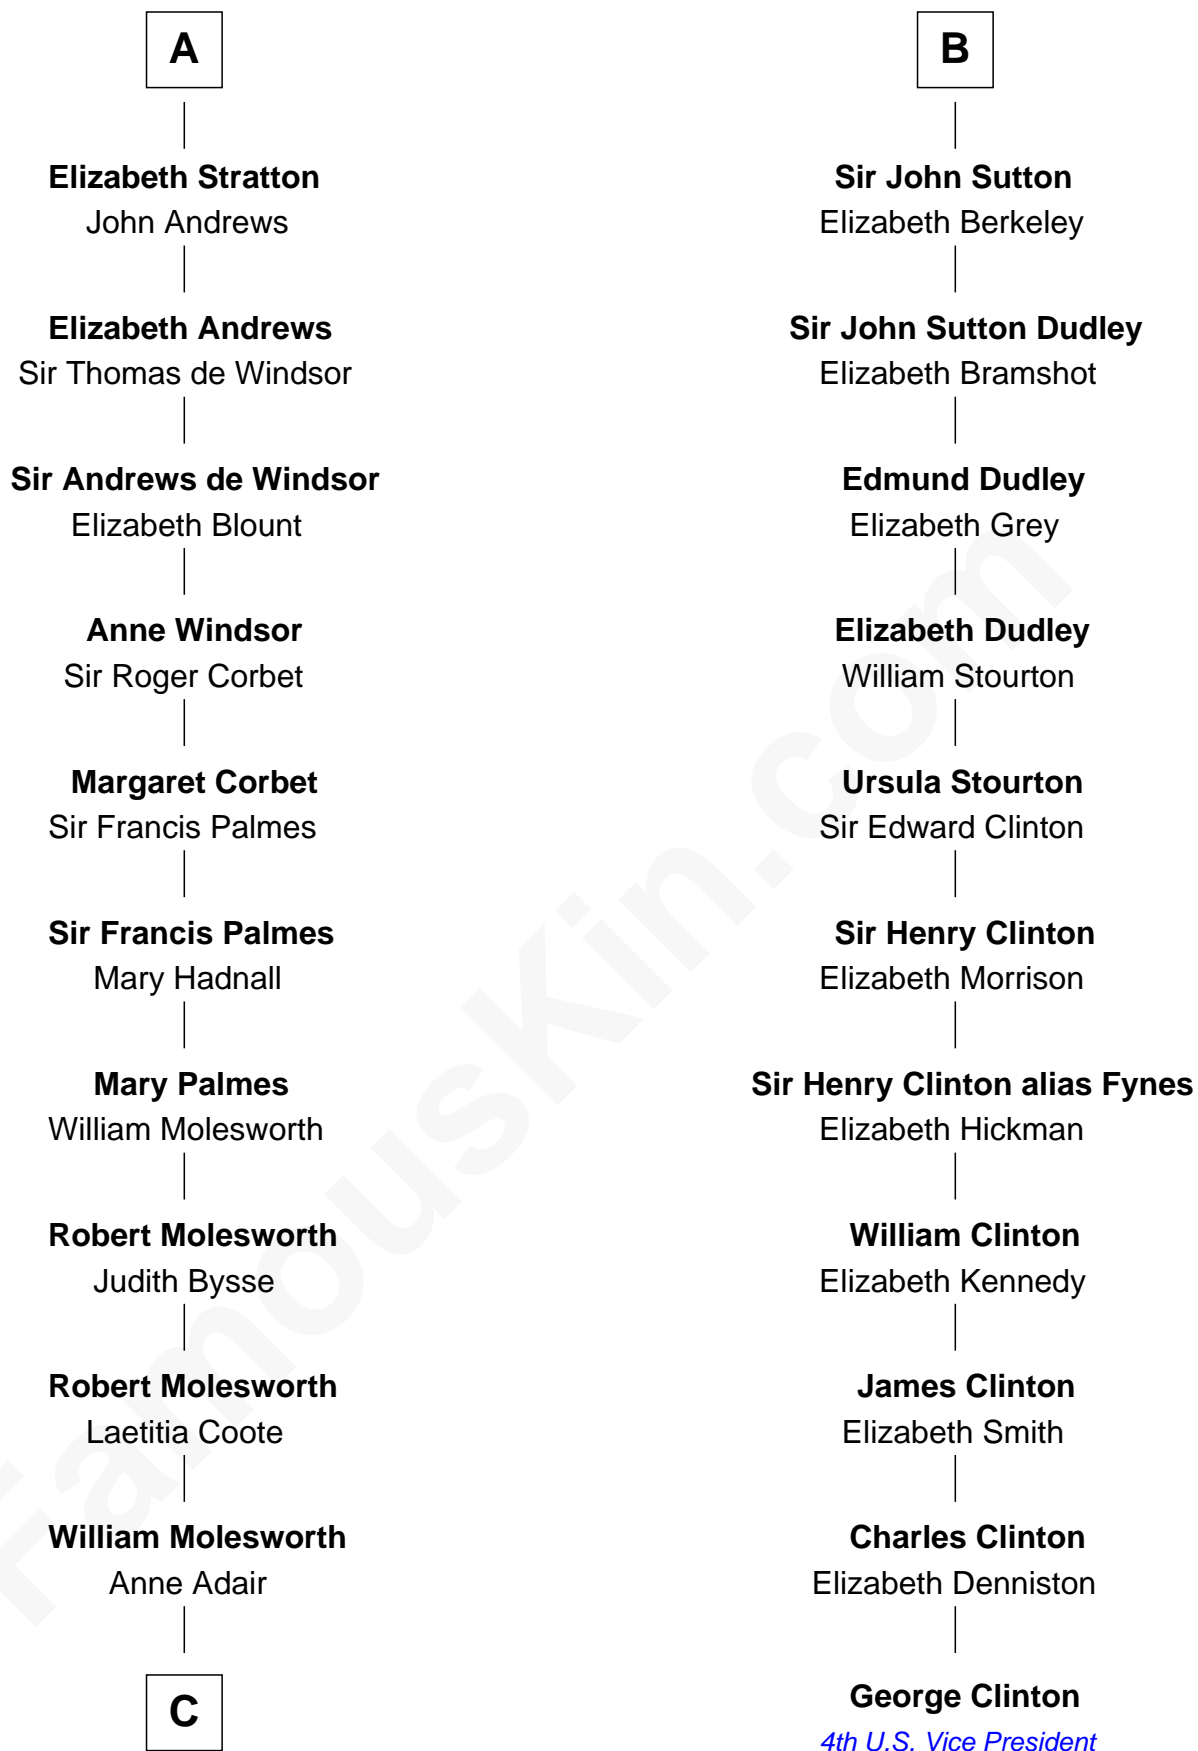 A
Elizabeth Stratton
John Andrews
Elizabeth Andrews
Sir Thomas de Windsor
Sir Andrews de Windsor
Elizabeth Blount
Anne Windsor
Sir Roger Corbet
Margaret Corbet
Sir Francis Palmes
Sir Francis Palmes
Mary Hadnall
Mary Palmes
William Molesworth
Robert Molesworth
Judith Bysse
Robert Molesworth
Laetitia Coote
William Molesworth
Anne Adair
C
B
Sir John Sutton
Elizabeth Berkeley
Sir John Sutton Dudley
Elizabeth Bramshot
Edmund Dudley
Elizabeth Grey
Elizabeth Dudley
William Stourton
Ursula Stourton
Sir Edward Clinton
Sir Henry Clinton
Elizabeth Morrison
Sir Henry Clinton alias Fynes
Elizabeth Hickman
William Clinton
Elizabeth Kennedy
James Clinton
Elizabeth Smith
Charles Clinton
Elizabeth Denniston
George Clinton
4th U.S. Vice President
FamousKin.com